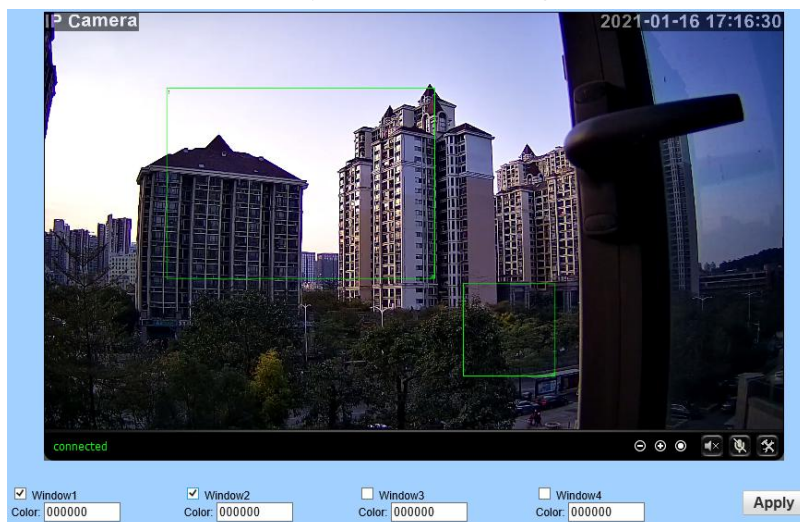 IP Camera 2021-01-16 17:16:30
connected
Window1 Window2 Window3 Window4
Color: 000000 Color: 000000 Color: 000000 Color: 000000 Apply